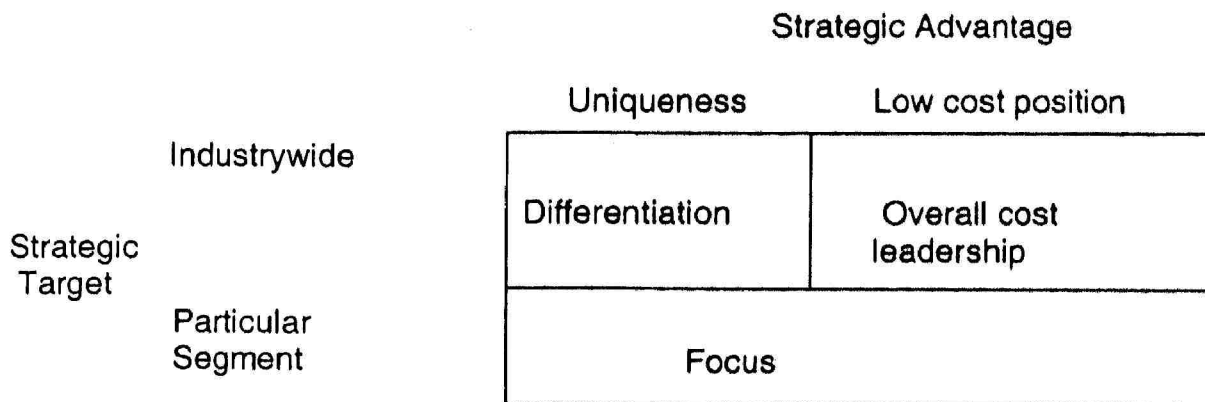 Strategic Advantage
Uniqueness Low cost position
Industrywide
Differentiation Overall cost
leadership
Strategic
Target
Particular
Segment
Focus